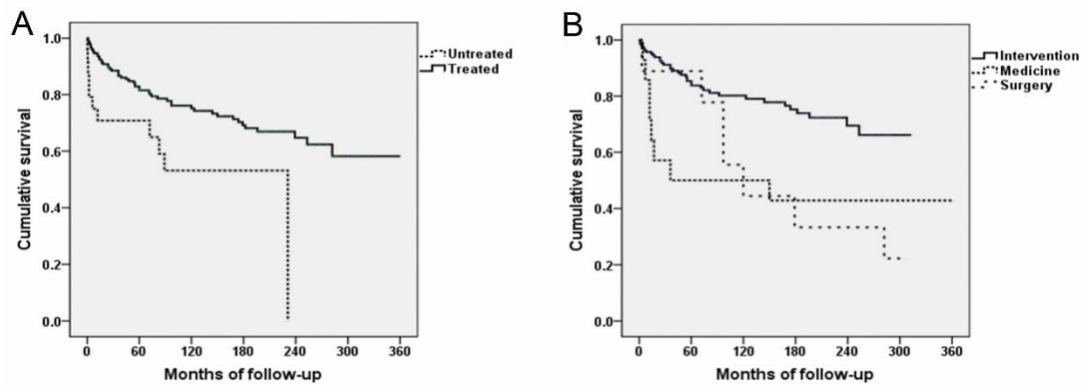 A
1.0
0.8
0.6
0.4
0.2
0.0
0 60 120 180 240 300 360
Cumulative survival
Months of follow-up
Untreated
Treated
B
1.0
0.8
0.6
0.4
0.2
0.0
0 60 120 180 240 300 360
Cumulative survival
Months of follow-up
Intervention
Medicine
Surgery